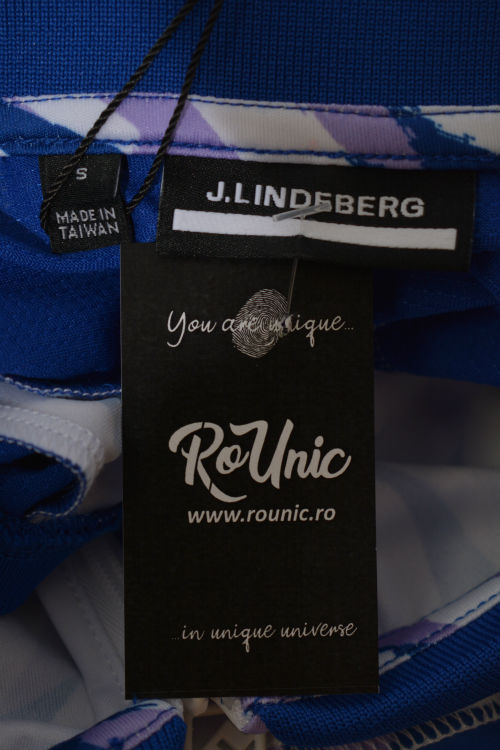 S
MADE IN
TAIWAN
J.LINDEBERG
You are unique...
RoUnic
www.rounic.ro
...in unique universe